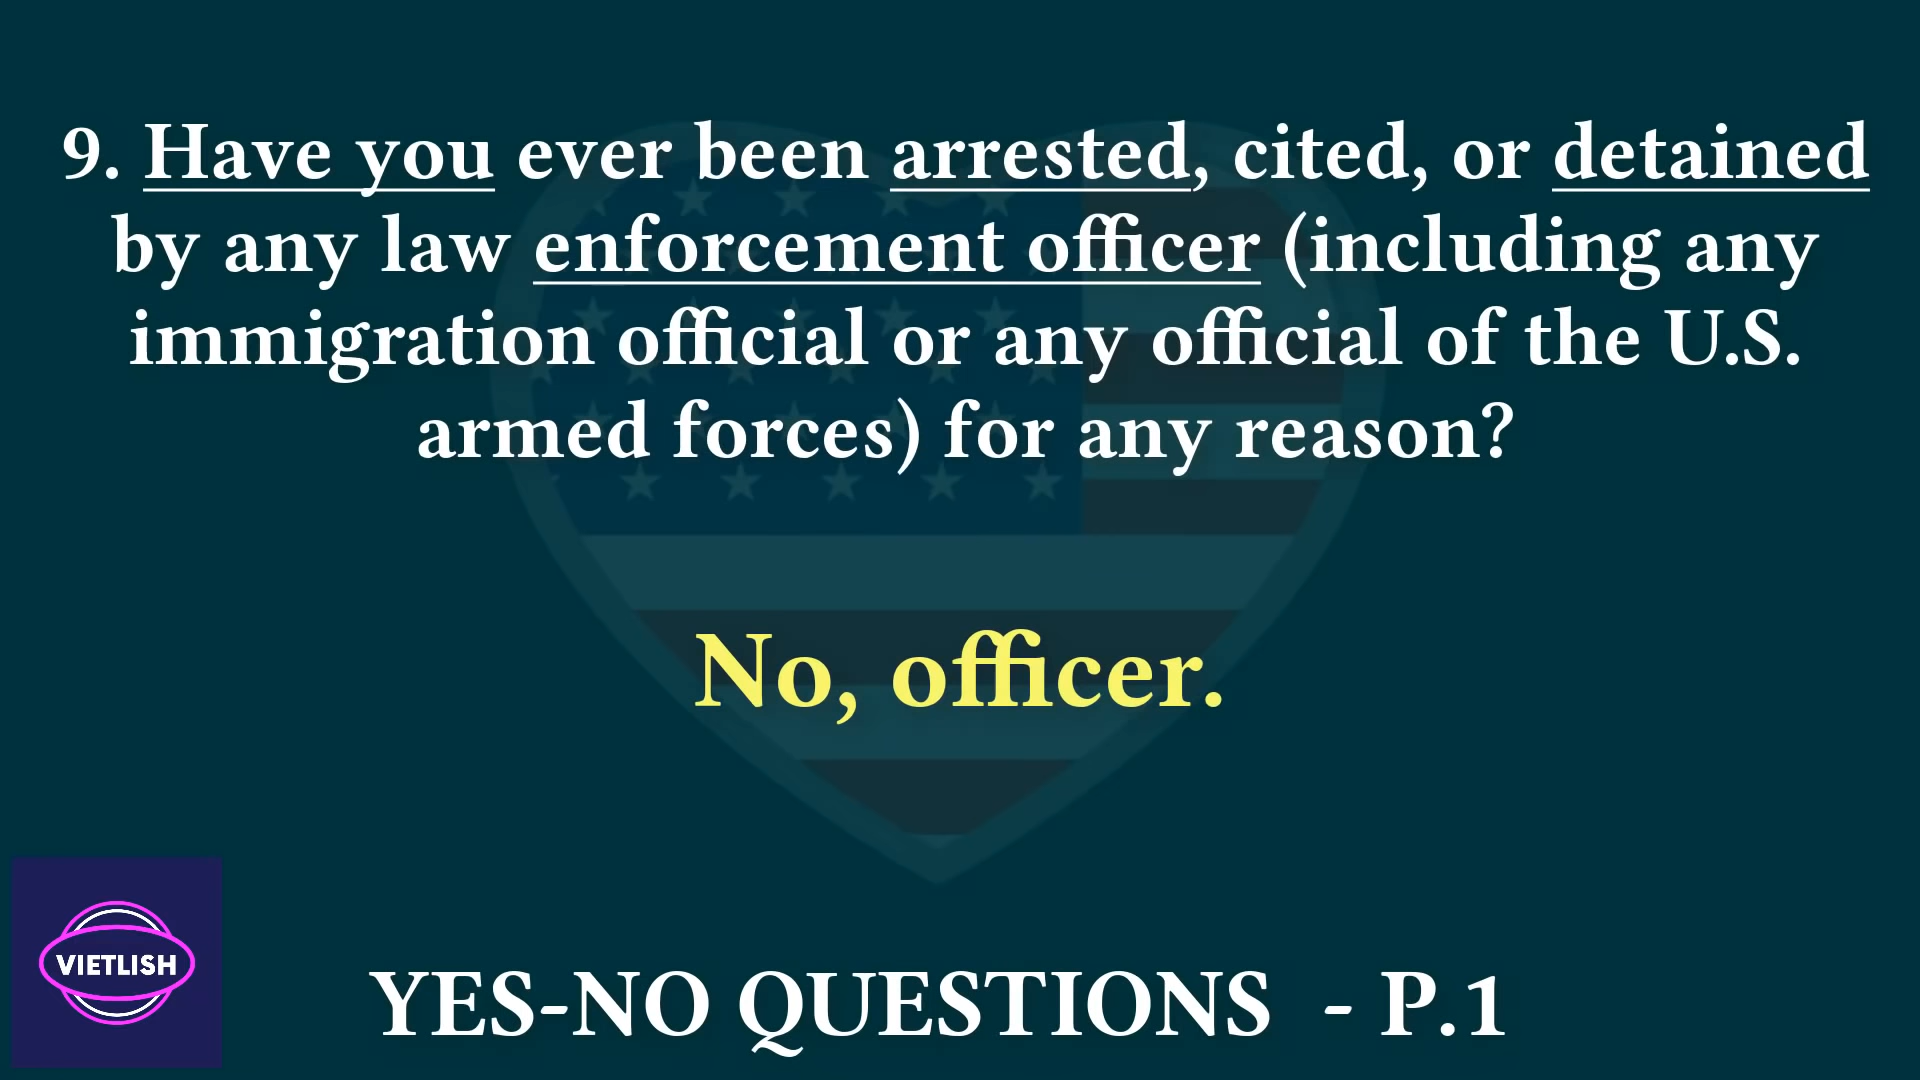 9. Have you ever been arrested, cited, or detained
by any law enforcement officer (including any
immigration official or any official of the U.S.
armed forces) for any reason?
No, officer.
VIETLISH
YES-NO QUESTIONS - P.1